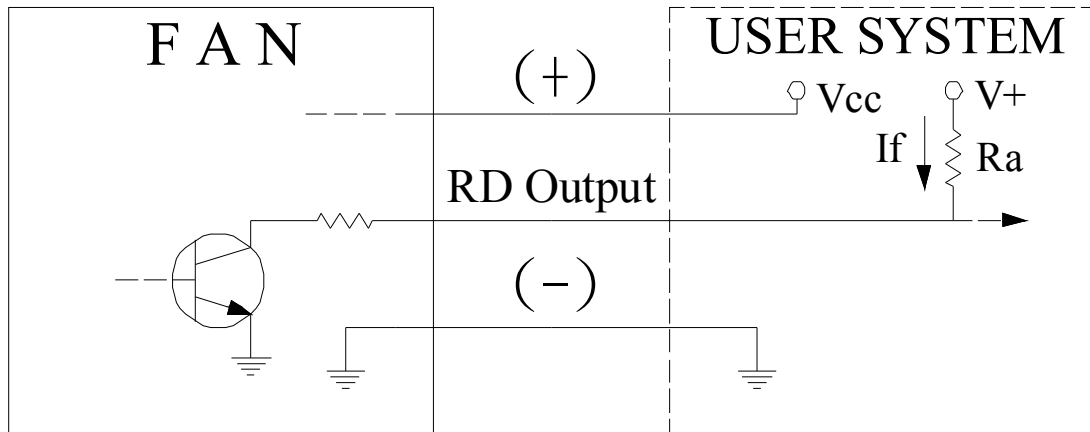 F A N
USER SYSTEM
(+)
Vcc
V+
If
Ra
RD Output
(-)